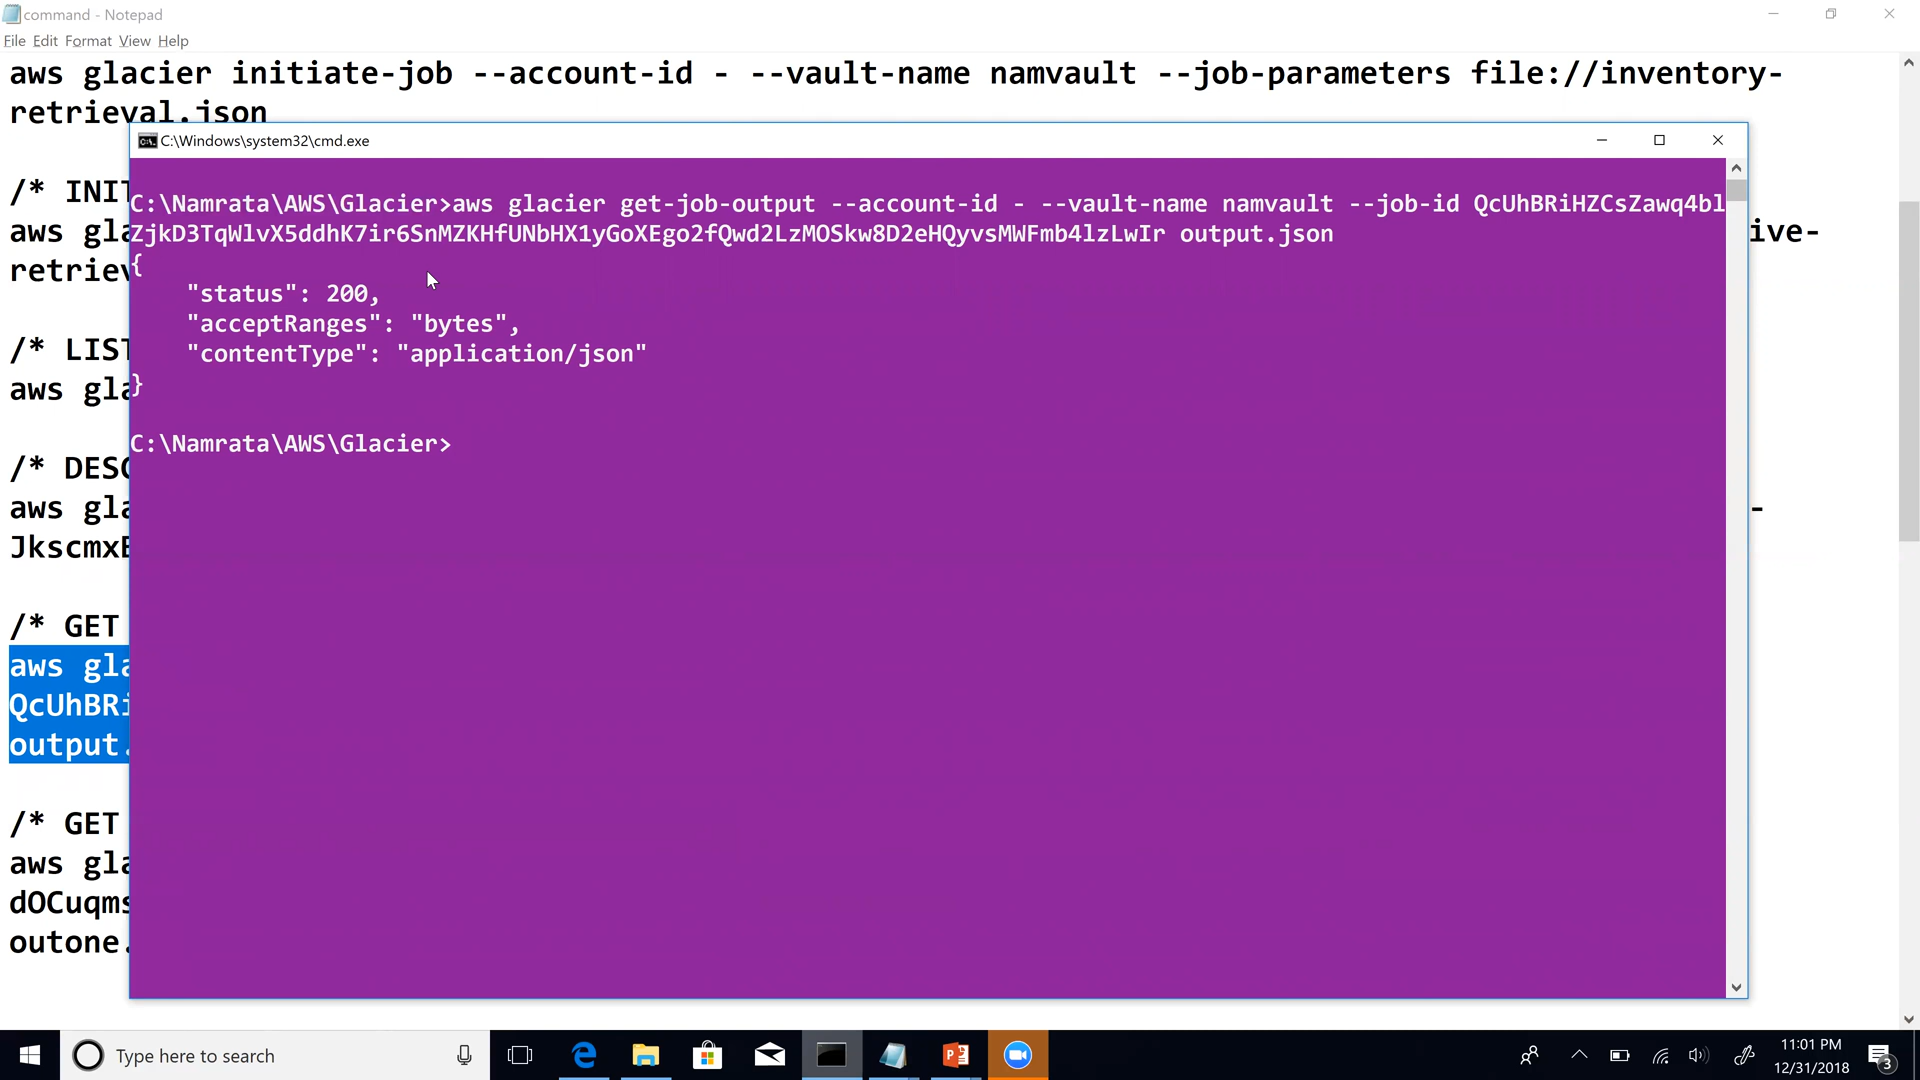 command - Notepad
File Edit Format View Help
aws glacier initiate-job --account-id - --vault-name namvault --job-parameters file://inventory-
retrieval.json
C:\Windows\system32\cmd.exe
/* INIT
C:\Namrata\AWS\Glacier>aws glacier get-job-output --account-id - --vault-name namvault --job-id QcUhBRiHZCsZawq4bl
aws gla
ZjkD3TqWlvX5ddhK7ir6SnMZKHfUNbHX1yGoXEgo2fQwd2LzMOSkw8D2eHQyvsMWFmb4lzLwIr output.json
ive-
retriev
{
"status": 200,
"acceptRanges": "bytes",
/* LIST
"contentType": "application/json"
aws gla
}
C:\Namrata\AWS\Glacier>
/* DESC
aws gla
-
JkscmxE
/* GET
aws gla
QcUhBRi
output.
/* GET
aws gla
dOCuqms
outone.
Type here to search
11:01 PM
12/31/2018
3